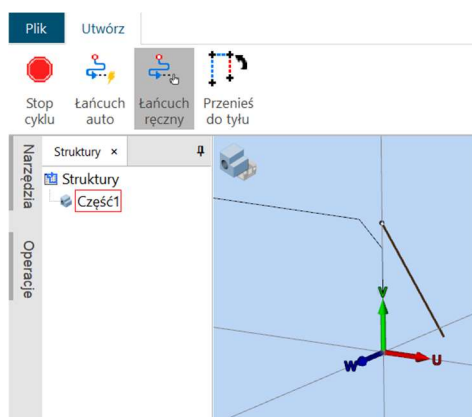 Plik Utwórz
Stop cyklu
Łańcuch auto
Łańcuch ręczny
Przenieś do tyłu
Narzędzia
Operacje
Struktury ×
Struktury
Część1
V
W
U